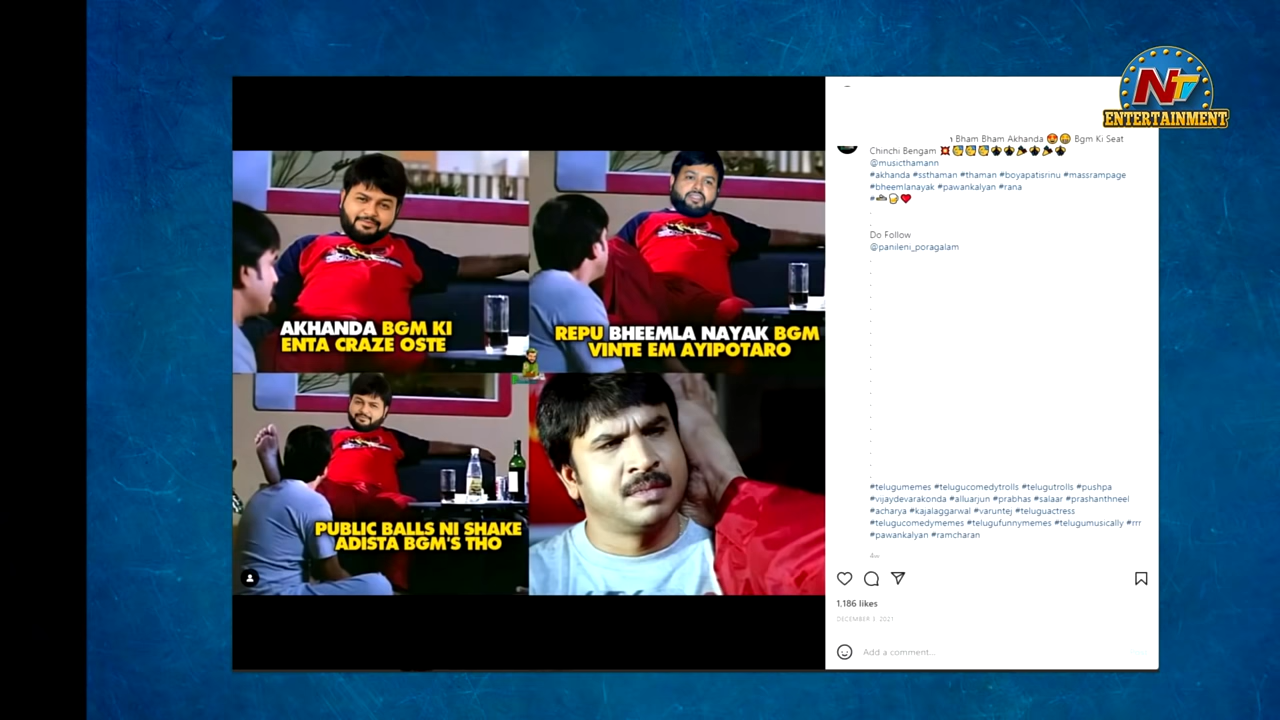 NTV
ENTERTAINMENT
Bham Bham Akhanda 😍🤩 Bgm Ki Seat
Chinchi Bengam
@musicthamann
#akhanda #ssthaman #thaman #boyapatisrinu #massrampage
#bheemlanayak #pawankalyan #rana
Do Follow
@panileni_poragalam
AKHANDA BGM KI
ENTA CRAZE OSTE
REPU BHEEMLA NAYAK BGM
VINTE EM AYIPOTARO
PUBLIC BALLS NI SHAKE
ADISTA BGM'S THO
#telugumemes #telugucomedytrolls #telugutrolls #pushpa
#vijaydevarakonda #alluarjun #prabhas #salaar #prashanthneel
#acharya #kajalaggarwal #varuntej #teluguactress
#telugucomedymemes #telugufunnymemes #telugumusically #rrr
#pawankalyan #ramcharan
4w
1,186 likes
Add a comment...